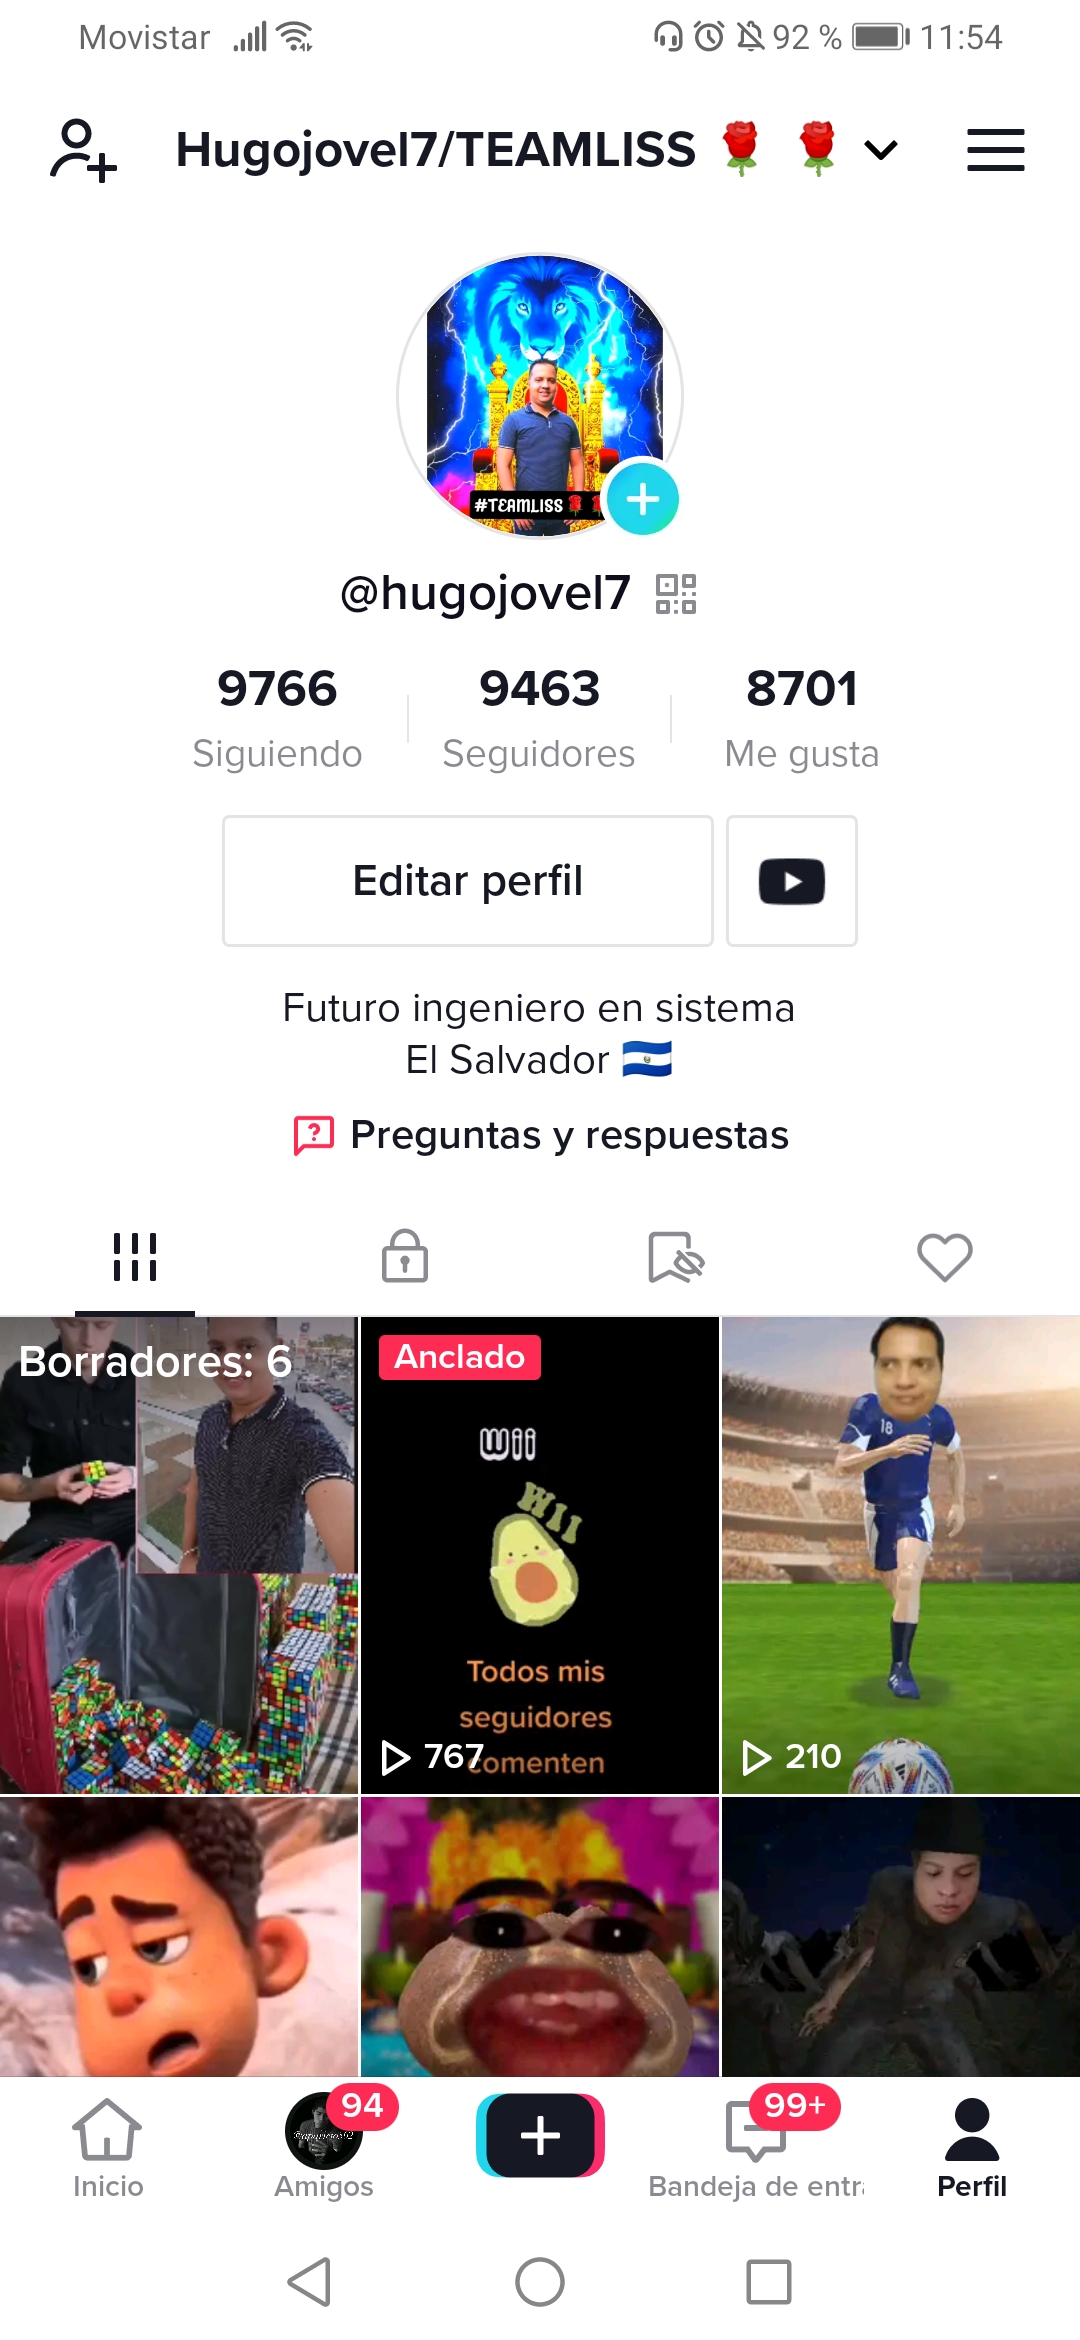 Movistar 92 % 11:54
Hugojovel7/TEAMLISS 🌹 🌹
#TEAMLISS 🌹
@hugojovel7
9766 9463 8701
Siguiendo Seguidores Me gusta
Editar perfil
Futuro ingeniero en sistema
El Salvador 🇸🇻
Preguntas y respuestas
Borradores: 6
Anclado
wii
WII
Todos mis
seguidores
comenten
767
18
210
94
99+
Inicio
Amigos
Bandeja de entr
Perfil